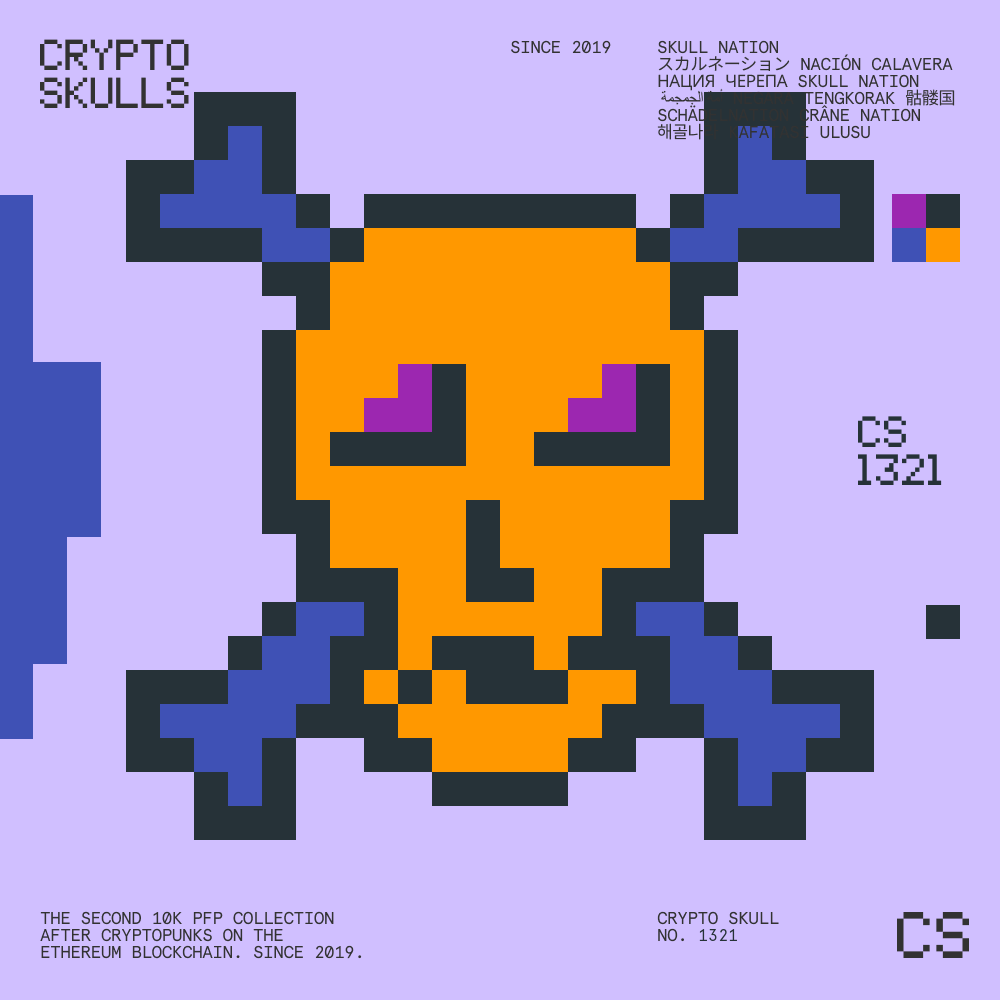 CRYPTO
SKULLS
SINCE 2019
SKULL NATION
スカルネーション NACIÓN CALAVERA
НАЦИЯ ЧЕРЕПА SKULL NATION
الجمجمة TENGKORAK 骷髅国
CRÂNE NATION
ULUSU
CS
1321
THE SECOND 10K PFP COLLECTION
AFTER CRYPTOPUNKS ON THE
ETHEREUM BLOCKCHAIN. SINCE 2019.
CRYPTO SKULL
NO. 1321
CS